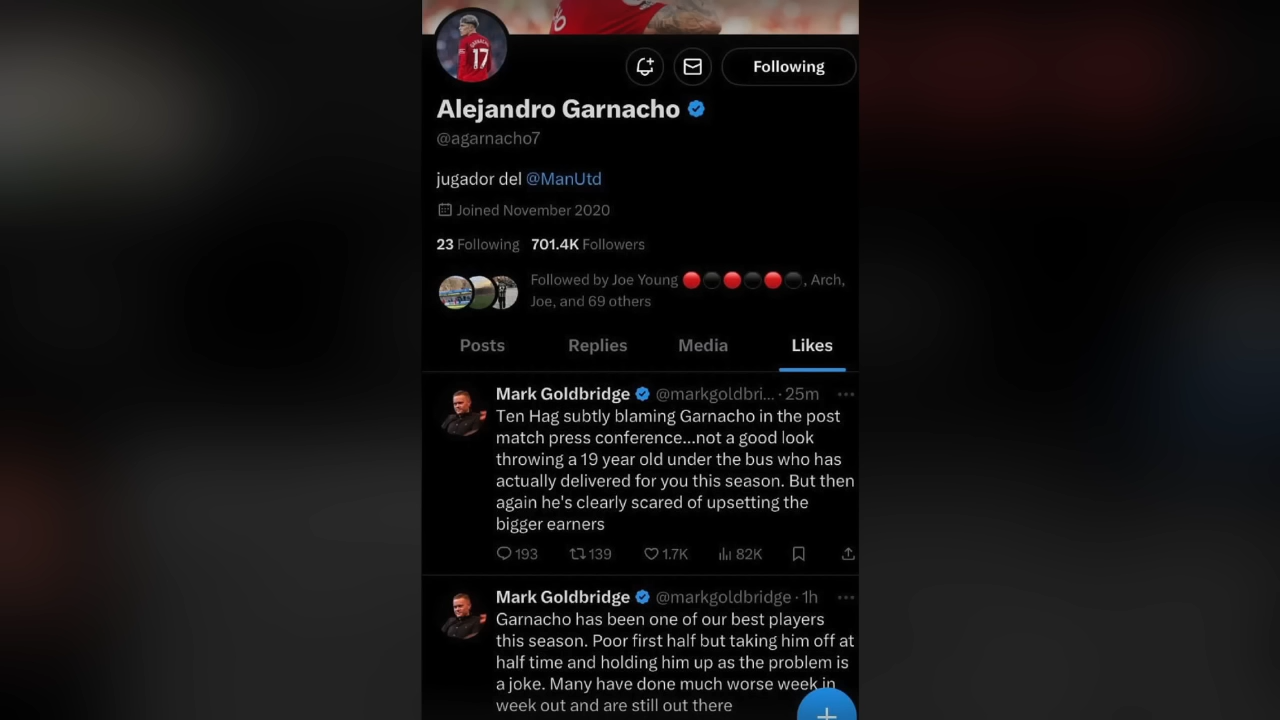 GARNACHO
17
Following
Alejandro Garnacho
@agarnacho7
jugador del @ManUtd
Joined November 2020
23 Following 701.4K Followers
Followed by Joe Young 🔴⚫🔴⚫🔴⚫, Arch,
Joe, and 69 others
Posts Replies Media Likes
Mark Goldbridge @markgoldbri... · 25m
Ten Hag subtly blaming Garnacho in the post
match press conference...not a good look
throwing a 19 year old under the bus who has
actually delivered for you this season. But then
again he's clearly scared of upsetting the
bigger earners
193 139 1.7K 82K
Mark Goldbridge @markgoldbridge · 1h
Garnacho has been one of our best players
this season. Poor first half but taking him off at
half time and holding him up as the problem is
a joke. Many have done much worse week in
week out and are still out there